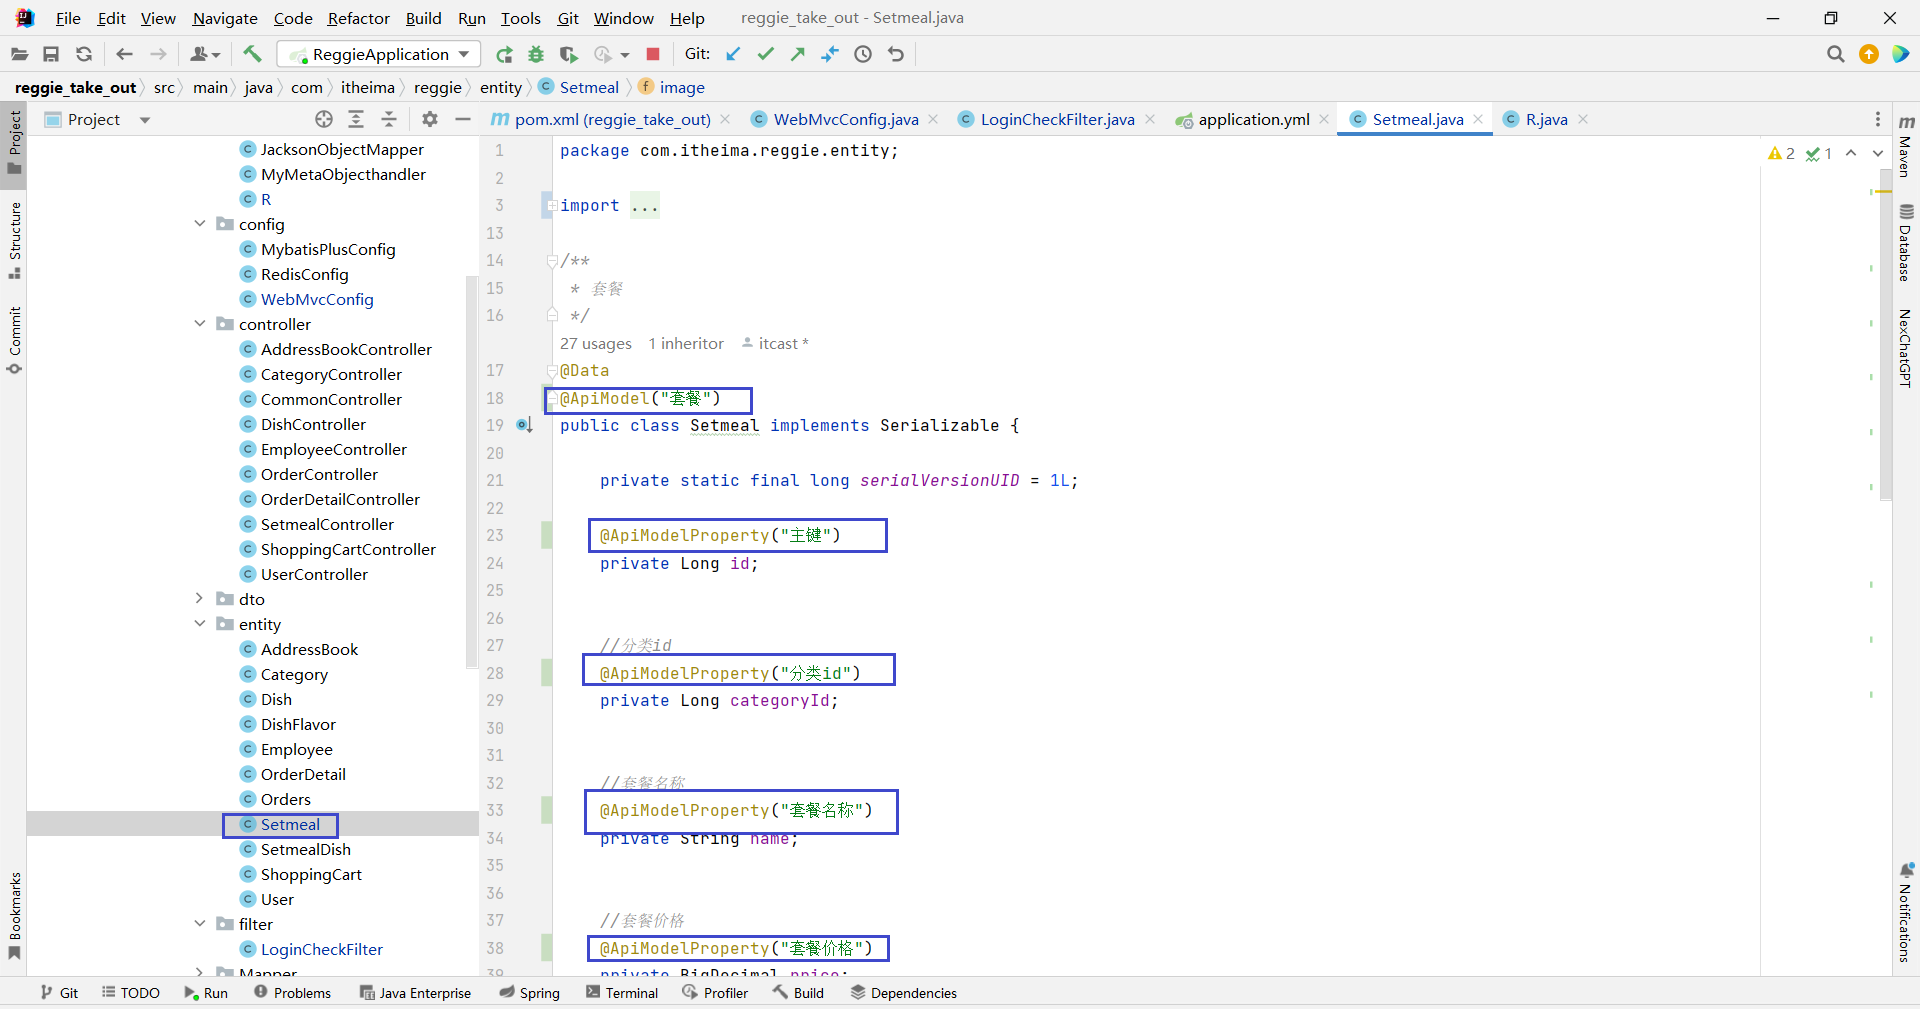 File Edit View Navigate Code Refactor Build Run Tools Git Window Help reggie_take_out - Setmeal.java
ReggieApplication Git:
reggie_take_out src main java com itheima reggie entity Setmeal image
Project
pom.xml (reggie_take_out) WebMvcConfig.java LoginCheckFilter.java application.yml Setmeal.java R.java
Project
Structure
Commit
Bookmarks
JacksonObjectMapper
MyMetaObjecthandler
R
config
MybatisPlusConfig
RedisConfig
WebMvcConfig
controller
AddressBookController
CategoryController
CommonController
DishController
EmployeeController
OrderController
OrderDetailController
SetmealController
ShoppingCartController
UserController
dto
entity
AddressBook
Category
Dish
DishFlavor
Employee
OrderDetail
Orders
Setmeal
SetmealDish
ShoppingCart
User
filter
LoginCheckFilter
Mapper
1 package com.itheima.reggie.entity;
2
3 import ...
13
14 /**
15 * 套餐
16 */
27 usages 1 inheritor itcast *
17 @Data
18 @ApiModel("套餐")
19 public class Setmeal implements Serializable {
20
21 private static final long serialVersionUID = 1L;
22
23 @ApiModelProperty("主键")
24 private Long id;
25
26
27 //分类id
28 @ApiModelProperty("分类id")
29 private Long categoryId;
30
31
32 //套餐名称
33 @ApiModelProperty("套餐名称")
34 private String name;
35
36
37 //套餐价格
38 @ApiModelProperty("套餐价格")
39 private BigDecimal price;
2 1
Maven
Database
NexChatGPT
Notifications
Git TODO Run Problems Java Enterprise Spring Terminal Profiler Build Dependencies